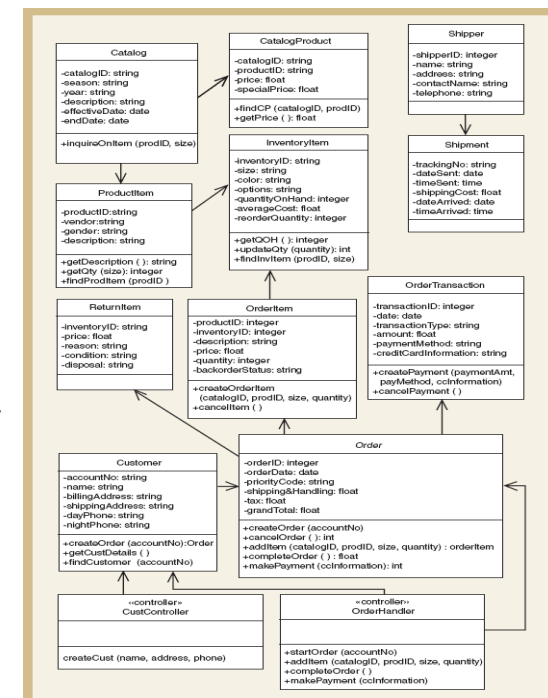 Catalog
-catalogID: string
-season: string
-year: string
-description: string
-effectiveDate: date
-endDate: date
+inquireOnItem (prodID, size)
CatalogProduct
-catalogID: string
-productID: string
-price: float
-specialPrice: float
+findCP (catalogID, prodID)
+getPrice ( ): float
Shipper
-shipperID: integer
-name: string
-address: string
-contactName: string
-telephone: string
ProductItem
-productID:string
-vendor:string
-gender: string
-description: string
+getDescription ( ): string
+getQty (size): integer
+findProdItem (prodID )
InventoryItem
-inventoryID: string
-size: string
-color: string
-options: string
-quantityOnHand: integer
-averageCost: float
-reorderQuantity: integer
+getQOH ( ): integer
+updateQty (quantity): int
+findInvItem (prodID, size)
Shipment
-trackingNo: string
-dateSent: date
-timeSent: time
-shippingCost: float
-dateArrived: date
-timeArrived: time
ReturnItem
-inventoryID: string
-price: float
-reason: string
-condition: string
-disposal: string
OrderItem
-productID: integer
-inventoryID: integer
-description: string
-price: float
-quantity: integer
-backorderStatus: string
+createOrderItem
(catalogID, prodID, size, quantity)
+cancelItem ( )
OrderTransaction
-transactionID: integer
-date: date
-transactionType: string
-amount: float
-paymentMethod: string
-creditCardInformation: string
+createPayment (paymentAmt,
payMethod, ccInformation)
+cancelPayment ( )
Customer
-accountNo: string
-name: string
-billingAddress: string
-shippingAddress: string
-dayPhone: string
-nightPhone: string
+createOrder (accountNo):Order
+getCustDetails ( )
+findCustomer (accountNo)
Order
-orderID: integer
-orderDate: date
-priorityCode: string
-shipping&Handling: float
-tax: float
-grandTotal: float
+createOrder (accountNo)
+cancelOrder ( ): int
+addItem (catalogID, prodID, size, quantity) : orderItem
+completeOrder ( ) : float
+makePayment (ccInformation): int
«controller»
CustController
createCust (name, address, phone)
«controller»
OrderHandler
+startOrder (accountNo)
+addItem (catalogID, prodID, size, quantity)
+completeOrder ( )
+makePayment (ccInformation)